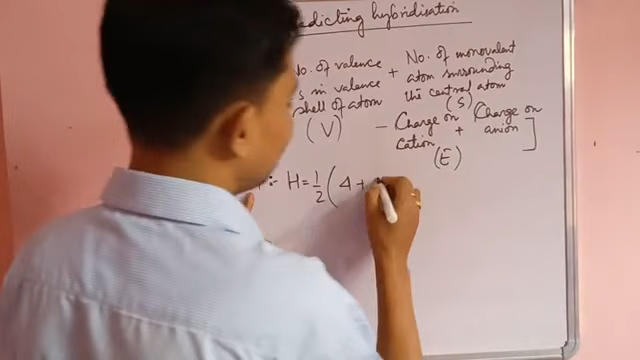 edicting hybridisation
No. of valence + No. of monovalent
s in valence atom surrounding
shell of atom the central atom
(V) (S)
- Charge on + Charge on
cation anion ]
(E)
:- H = 1/2 ( 4 +